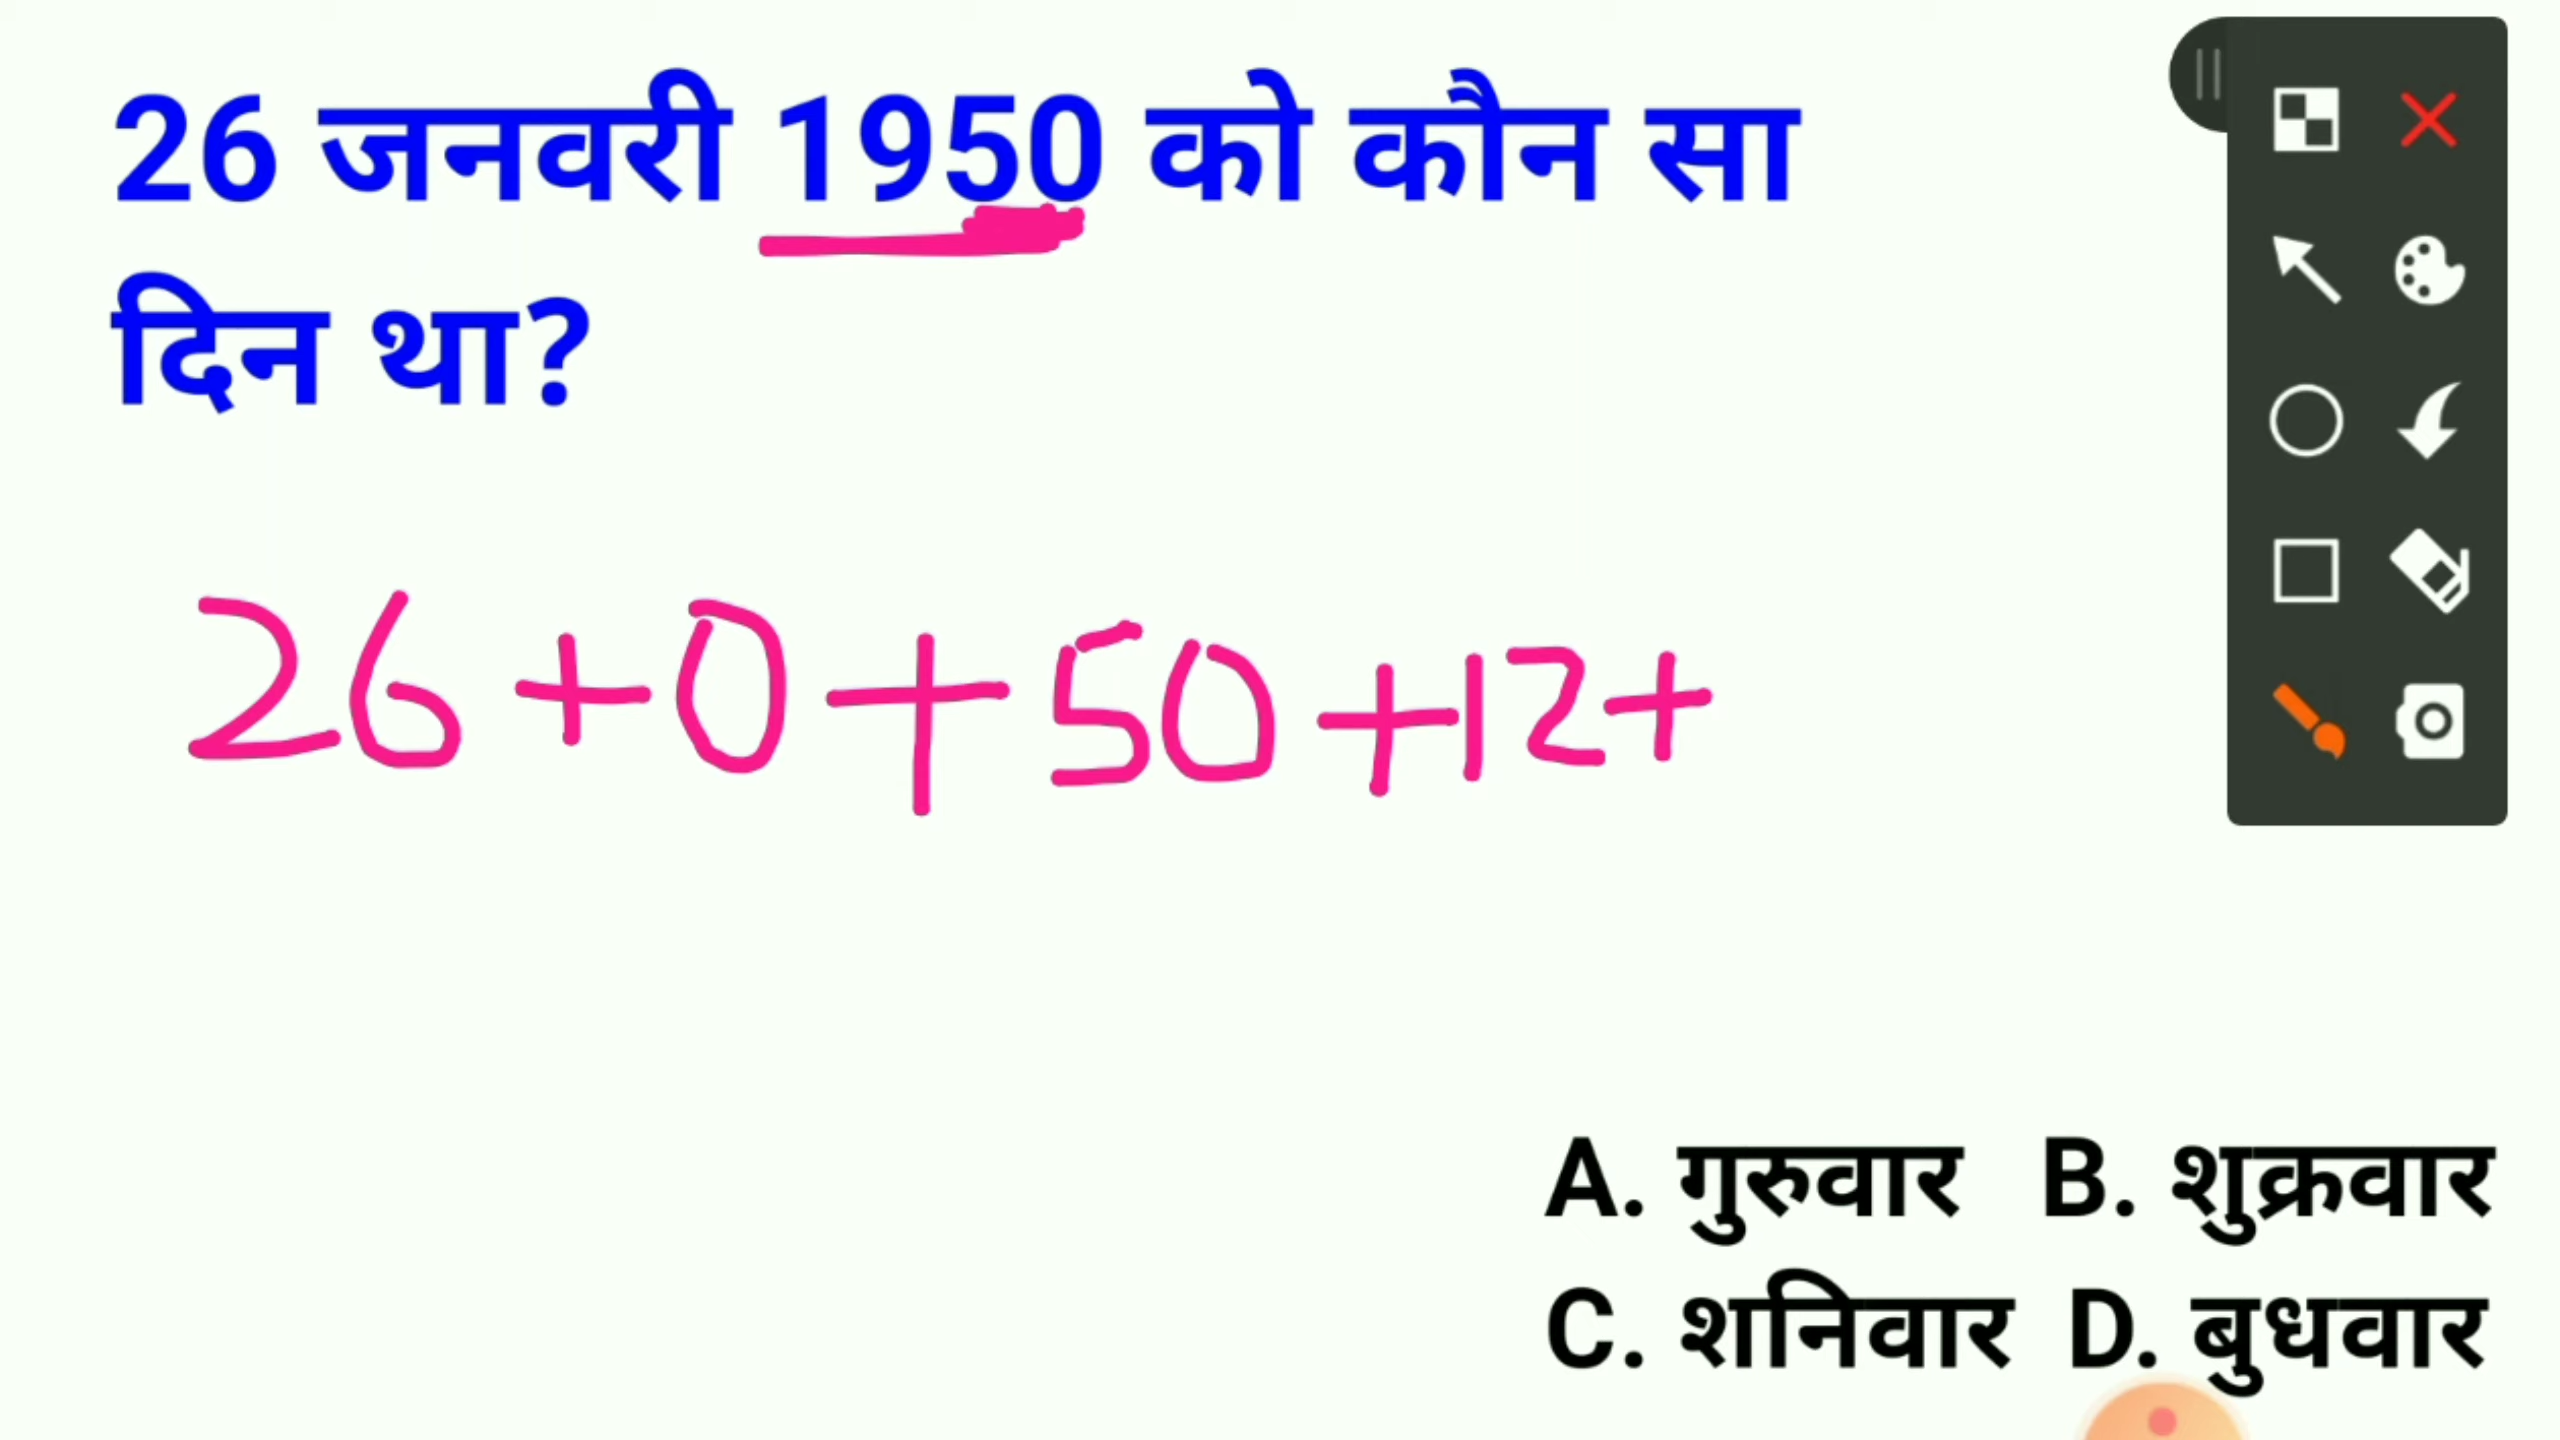 26 जनवरी 1950 को कौन सा
दिन था?
26+0+50+12+
A. गुरुवार B. शुक्रवार
C. शनिवार D. बुधवार